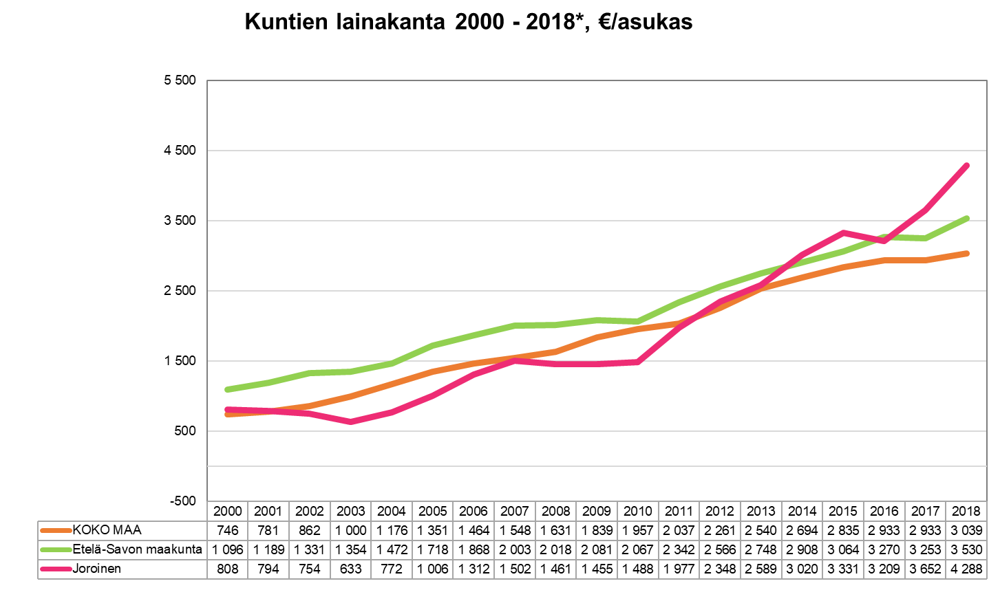 Kuntien lainakanta 2000 - 2018*, €/asukas
5 500
4 500
3 500
2 500
1 500
500
-500
2000 2001 2002 2003 2004 2005 2006 2007 2008 2009 2010 2011 2012 2013 2014 2015 2016 2017 2018
KOKO MAA 746 781 862 1 000 1 176 1 351 1 464 1 548 1 631 1 839 1 957 2 037 2 261 2 540 2 694 2 835 2 933 2 933 3 039
Etelä-Savon maakunta 1 096 1 189 1 331 1 354 1 472 1 718 1 868 2 003 2 018 2 081 2 067 2 342 2 566 2 748 2 908 3 064 3 270 3 253 3 530
Joroinen 808 794 754 633 772 1 006 1 312 1 502 1 461 1 455 1 488 1 977 2 348 2 589 3 020 3 331 3 209 3 652 4 288